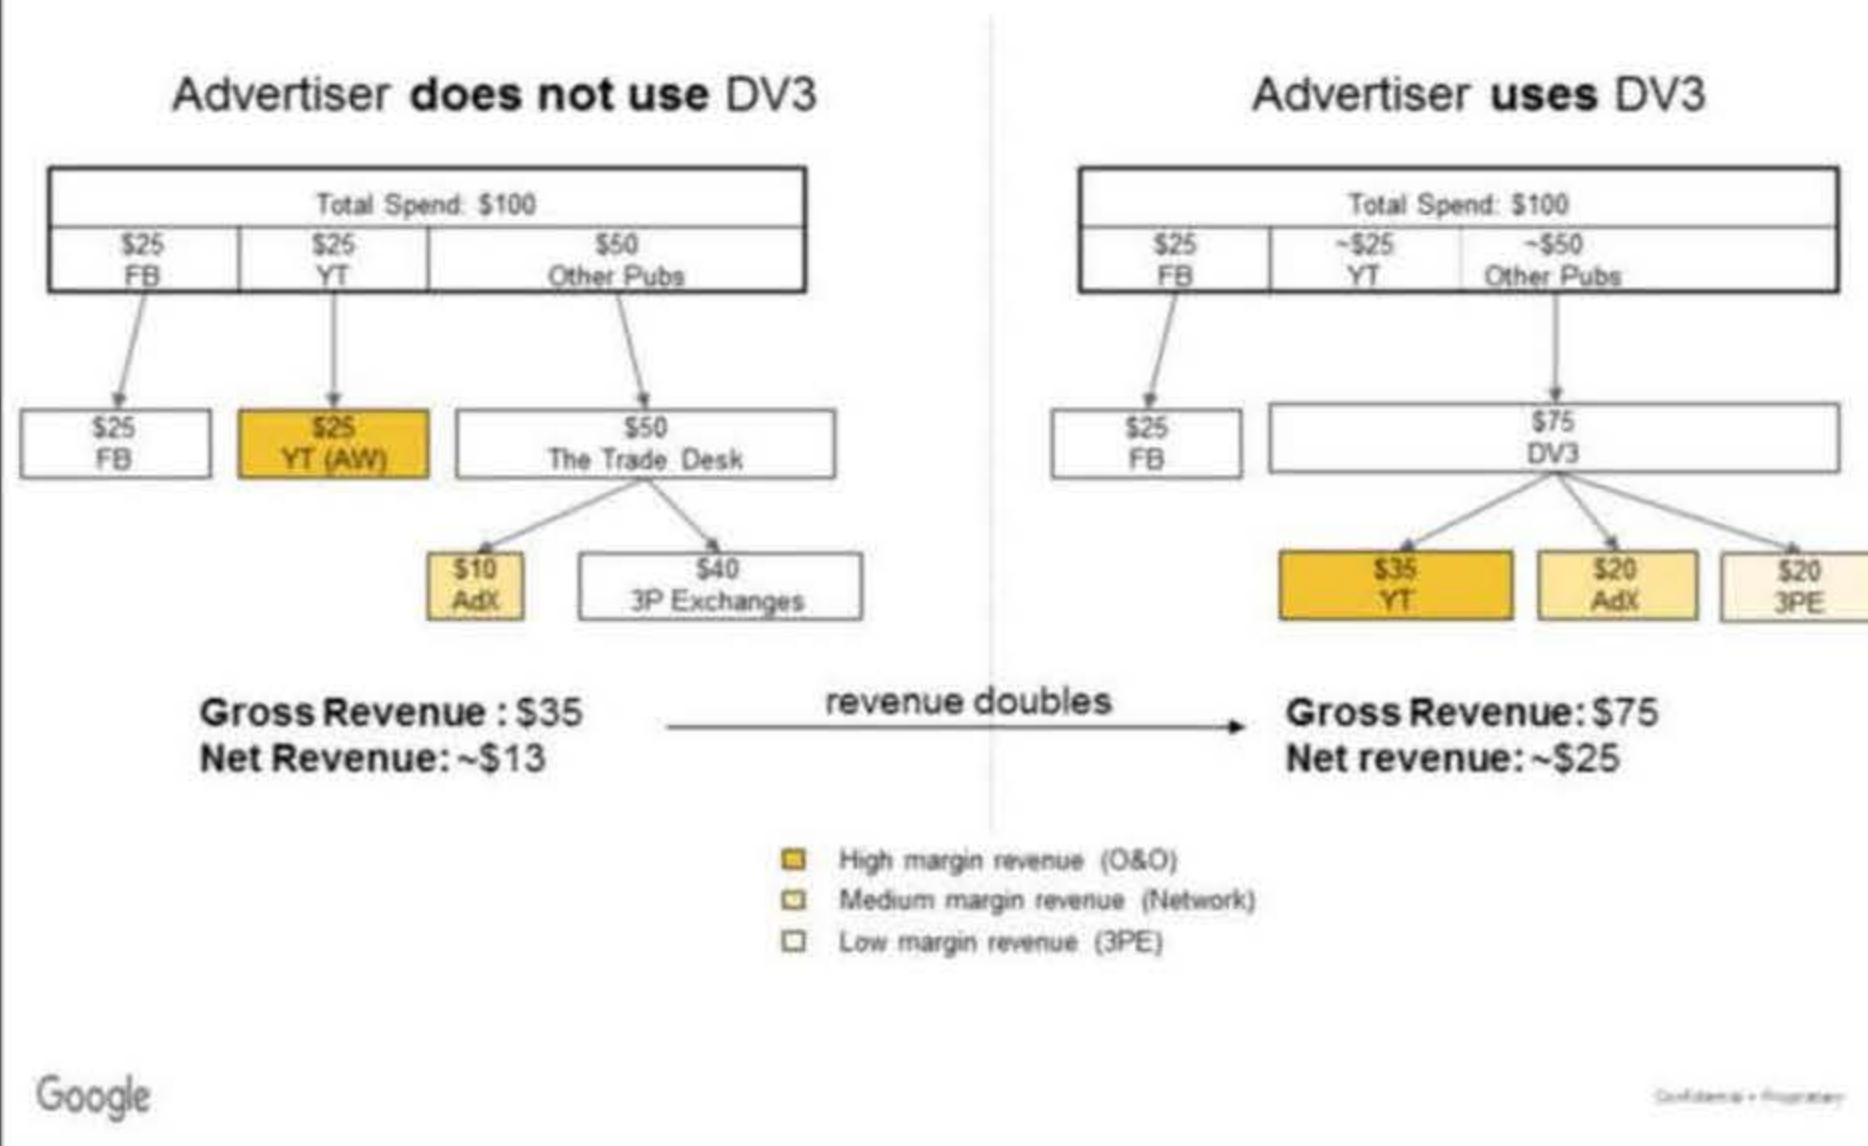 Advertiser does not use DV3
Total Spend: $100
$25
FB
$25
YT
$50
Other Pubs
$25
FB
$25
YT (AW)
$50
The Trade Desk
$10
AdX
$40
3P Exchanges
Gross Revenue : $35
Net Revenue: ~$13
revenue doubles
Advertiser uses DV3
Total Spend: $100
$25
FB
~$25
YT
~$50
Other Pubs
$25
FB
$75
DV3
$35
YT
$20
AdX
$20
3PE
Gross Revenue: $75
Net revenue: ~$25
High margin revenue (O&O)
Medium margin revenue (Network)
Low margin revenue (3PE)
Google
Confidential + Proprietary